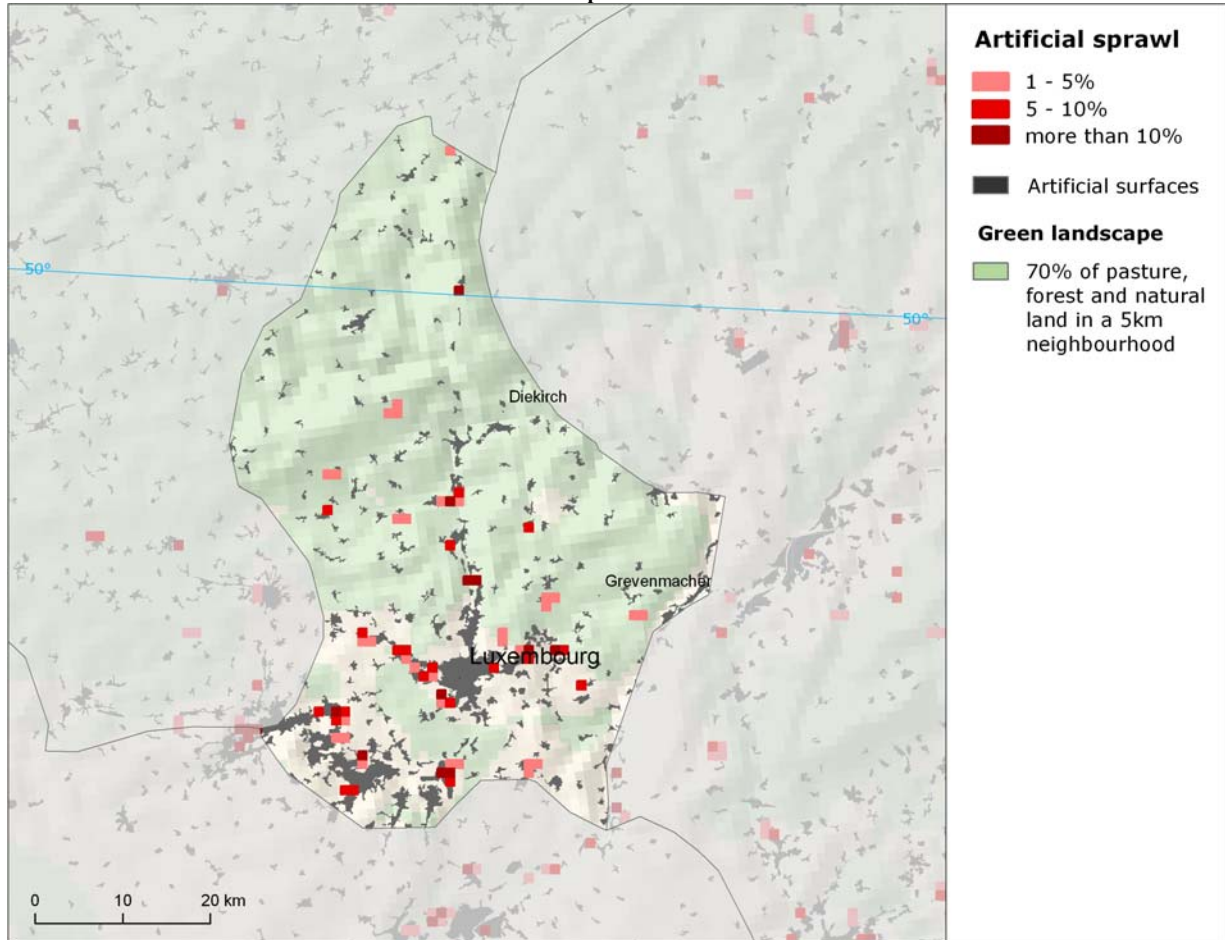 Artificial sprawl
1 - 5%
5 - 10%
more than 10%
Artificial surfaces
Green landscape
70% of pasture,
forest and natural
land in a 5km
neighbourhood
50°
50°
Diekirch
Grevenmacher
Luxembourg
0 10 20 km